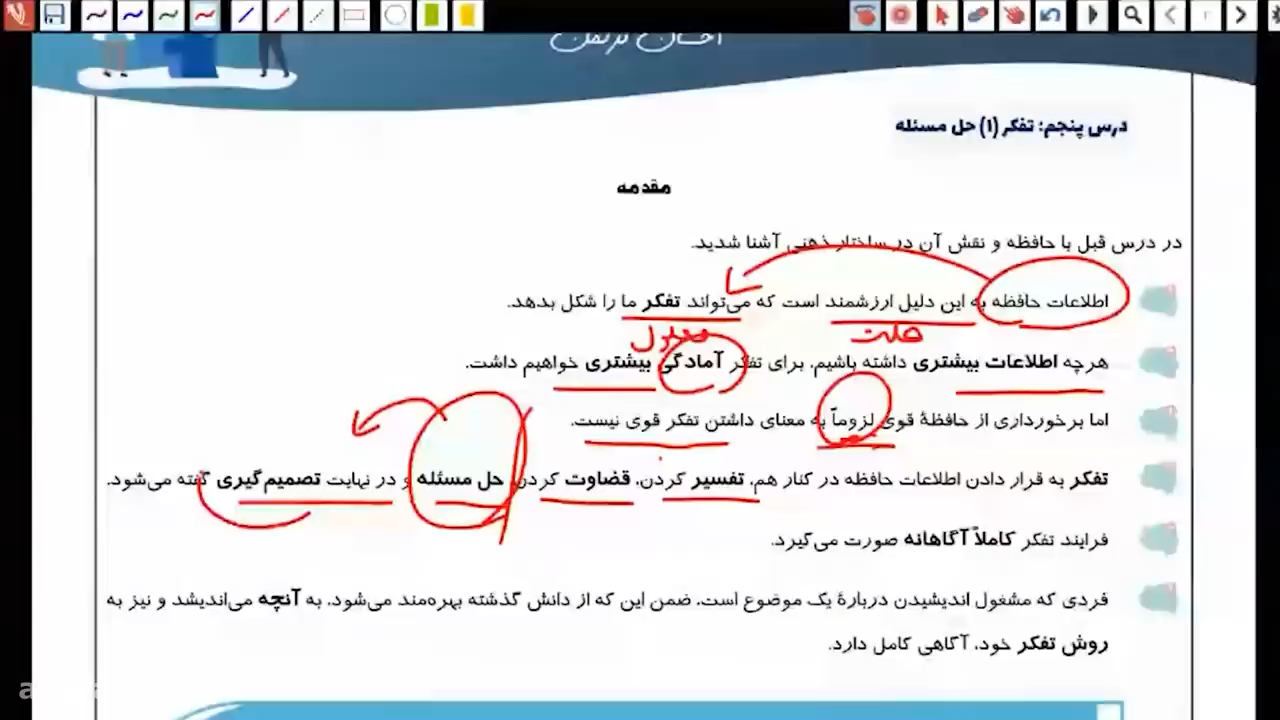 درس پنجم: تفکر (۱) حل مسئله
مقدمه
در درس قبل با حافظه و نقش آن در ساختار ذهنی آشنا شدید.
اطلاعات حافظه به این دلیل ارزشمند است که می‌تواند تفکر ما را شکل بدهد.
علت معلول
هرچه اطلاعات بیشتری داشته باشیم، برای تفکر آمادگی بیشتری خواهیم داشت.
اما برخورداری از حافظهٔ قوی لزوماً به معنای داشتن تفکر قوی نیست.
تفکر به قرار دادن اطلاعات حافظه در کنار هم، تفسیر کردن، قضاوت کردن، حل مسئله و در نهایت تصمیم‌گیری گفته می‌شود.
فرایند تفکر کاملاً آگاهانه صورت می‌گیرد.
فردی که مشغول اندیشیدن دربارهٔ یک موضوع است، ضمن این که از دانش گذشته بهره‌مند می‌شود، به آنچه می‌اندیشد و نیز به
روش تفکر خود، آگاهی کامل دارد.